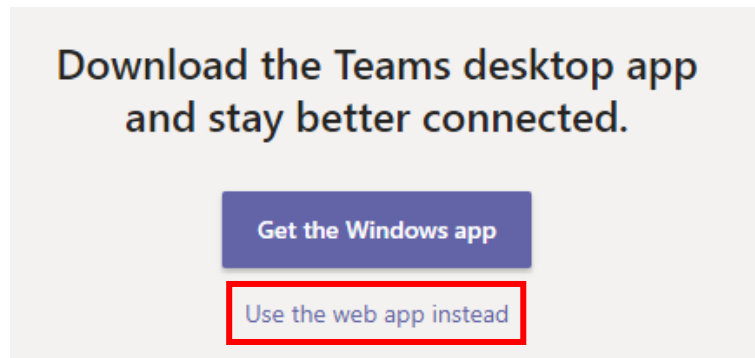 Download the Teams desktop app
and stay better connected.
Get the Windows app
Use the web app instead